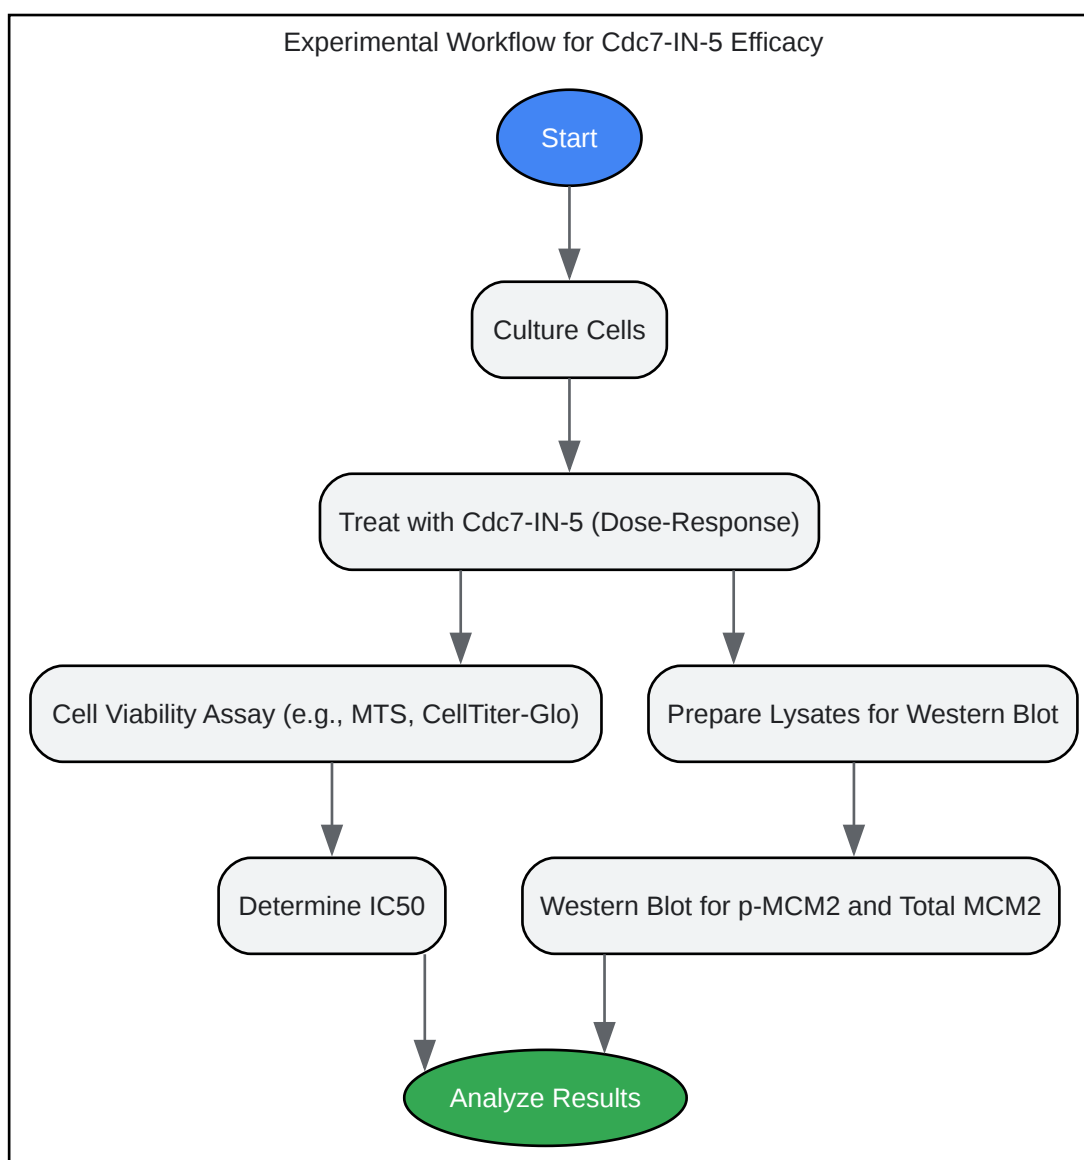 Experimental Workflow for Cdc7-IN-5 Efficacy
Start
Culture Cells
Treat with Cdc7-IN-5 (Dose-Response)
Cell Viability Assay (e.g., MTS, CellTiter-Glo)
Prepare Lysates for Western Blot
Determine IC50
Western Blot for p-MCM2 and Total MCM2
Analyze Results